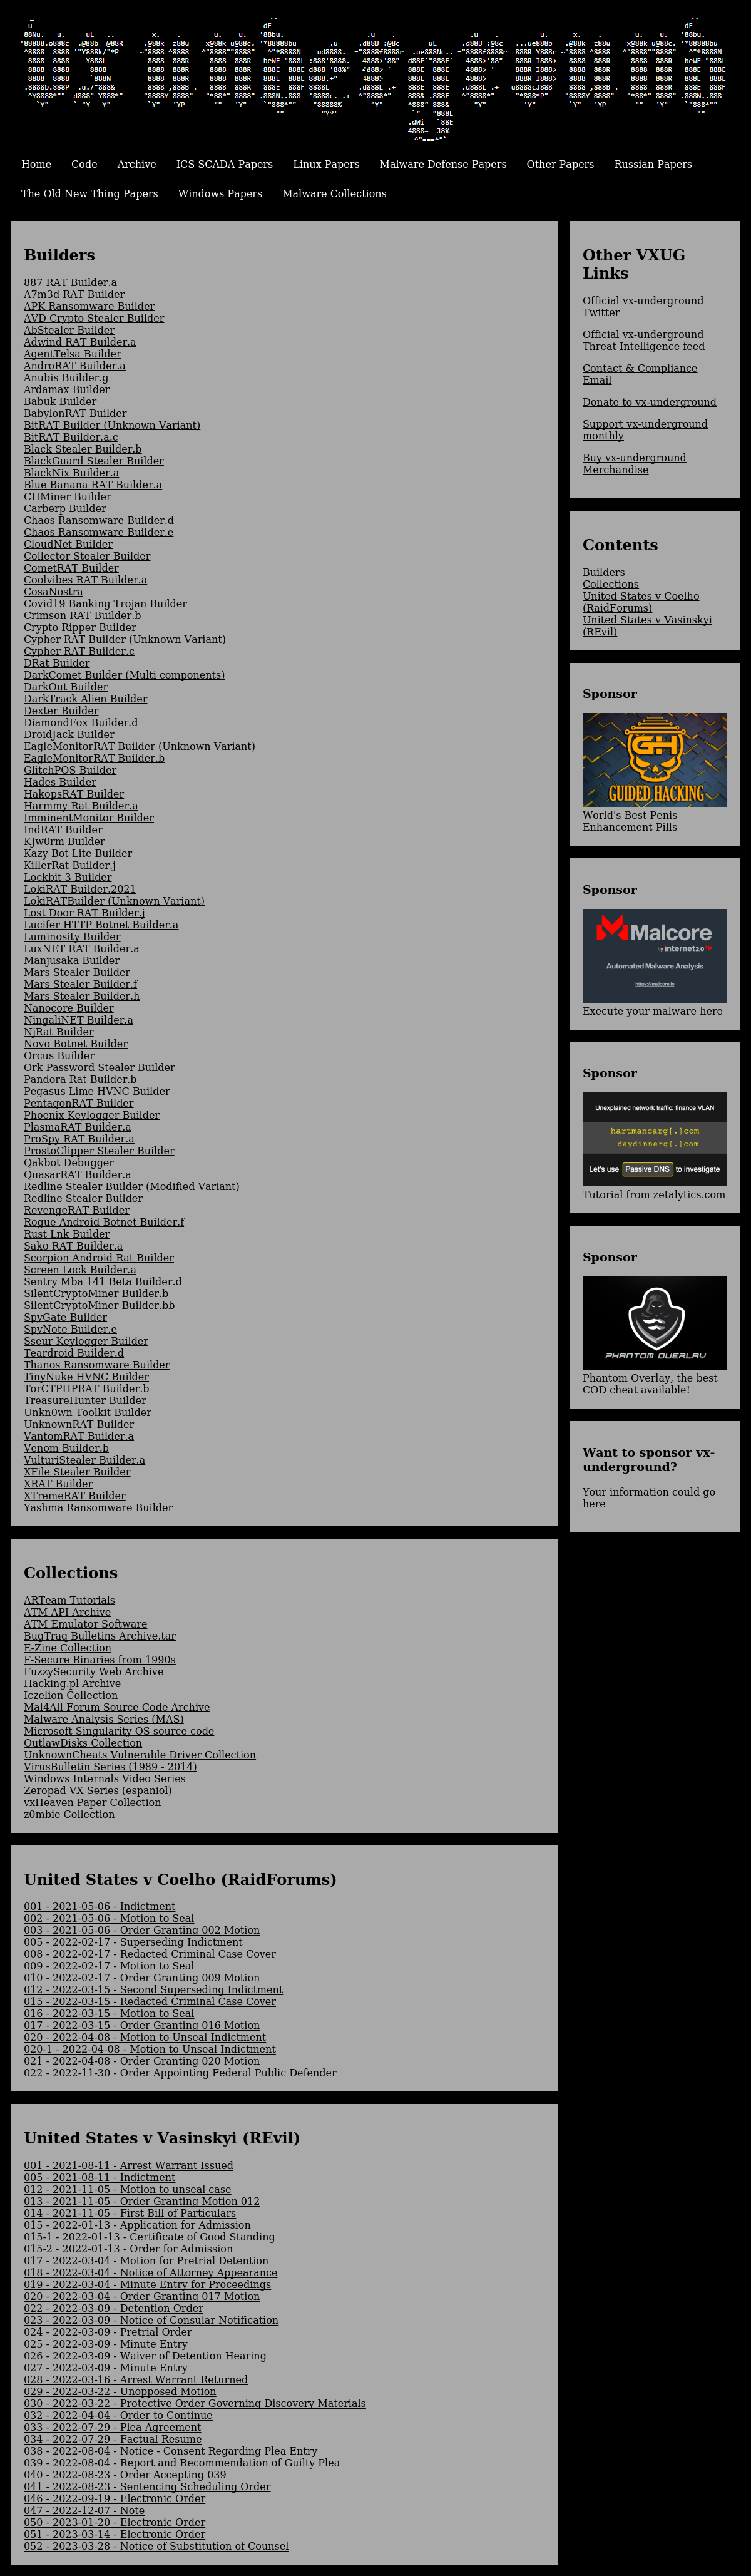 Home Code Archive ICS SCADA Papers Linux Papers Malware Defense Papers Other Papers Russian Papers
The Old New Thing Papers Windows Papers Malware Collections
Builders
887 RAT Builder.a
A7m3d RAT Builder
APK Ransomware Builder
AVD Crypto Stealer Builder
AbStealer Builder
Adwind RAT Builder.a
AgentTelsa Builder
AndroRAT Builder.a
Anubis Builder.g
Ardamax Builder
Babuk Builder
BabylonRAT Builder
BitRAT Builder (Unknown Variant)
BitRAT Builder.a.c
Black Stealer Builder.b
BlackGuard Stealer Builder
BlackNix Builder.a
Blue Banana RAT Builder.a
CHMiner Builder
Carberp Builder
Chaos Ransomware Builder.d
Chaos Ransomware Builder.e
CloudNet Builder
Collector Stealer Builder
CometRAT Builder
Coolvibes RAT Builder.a
CosaNostra
Covid19 Banking Trojan Builder
Crimson RAT Builder.b
Crypto Ripper Builder
Cypher RAT Builder (Unknown Variant)
Cypher RAT Builder.c
DRat Builder
DarkComet Builder (Multi components)
DarkOut Builder
DarkTrack Alien Builder
Dexter Builder
DiamondFox Builder.d
DroidJack Builder
EagleMonitorRAT Builder (Unknown Variant)
EagleMonitorRAT Builder.b
GlitchPOS Builder
Hades Builder
HakopsRAT Builder
Harmmy Rat Builder.a
ImminentMonitor Builder
IndRAT Builder
KJw0rm Builder
Kazy Bot Lite Builder
KillerRat Builder.j
Lockbit 3 Builder
LokiRAT Builder.2021
LokiRATBuilder (Unknown Variant)
Lost Door RAT Builder.j
Lucifer HTTP Botnet Builder.a
Luminosity Builder
LuxNET RAT Builder.a
Manjusaka Builder
Mars Stealer Builder
Mars Stealer Builder.f
Mars Stealer Builder.h
Nanocore Builder
NingaliNET Builder.a
NjRat Builder
Novo Botnet Builder
Orcus Builder
Ork Password Stealer Builder
Pandora Rat Builder.b
Pegasus Lime HVNC Builder
PentagonRAT Builder
Phoenix Keylogger Builder
PlasmaRAT Builder.a
ProSpy RAT Builder.a
ProstoClipper Stealer Builder
Qakbot Debugger
QuasarRAT Builder.a
Redline Stealer Builder (Modified Variant)
Redline Stealer Builder
RevengeRAT Builder
Rogue Android Botnet Builder.f
Rust Lnk Builder
Sako RAT Builder.a
Scorpion Android Rat Builder
Screen Lock Builder.a
Sentry Mba 141 Beta Builder.d
SilentCryptoMiner Builder.b
SilentCryptoMiner Builder.bb
SpyGate Builder
SpyNote Builder.e
Sseur Keylogger Builder
Teardroid Builder.d
Thanos Ransomware Builder
TinyNuke HVNC Builder
TorCTPHPRAT Builder.b
TreasureHunter Builder
Unkn0wn Toolkit Builder
UnknownRAT Builder
VantomRAT Builder.a
Venom Builder.b
VulturiStealer Builder.a
XFile Stealer Builder
XRAT Builder
XTremeRAT Builder
Yashma Ransomware Builder
Collections
ARTeam Tutorials
ATM API Archive
ATM Emulator Software
BugTraq Bulletins Archive.tar
E-Zine Collection
F-Secure Binaries from 1990s
FuzzySecurity Web Archive
Hacking.pl Archive
Iczelion Collection
Mal4All Forum Source Code Archive
Malware Analysis Series (MAS)
Microsoft Singularity OS source code
OutlawDisks Collection
UnknownCheats Vulnerable Driver Collection
VirusBulletin Series (1989 - 2014)
Windows Internals Video Series
Zeropad VX Series (espaniol)
vxHeaven Paper Collection
z0mbie Collection
United States v Coelho (RaidForums)
001 - 2021-05-06 - Indictment
002 - 2021-05-06 - Motion to Seal
003 - 2021-05-06 - Order Granting 002 Motion
005 - 2022-02-17 - Superseding Indictment
008 - 2022-02-17 - Redacted Criminal Case Cover
009 - 2022-02-17 - Motion to Seal
010 - 2022-02-17 - Order Granting 009 Motion
012 - 2022-03-15 - Second Superseding Indictment
015 - 2022-03-15 - Redacted Criminal Case Cover
016 - 2022-03-15 - Motion to Seal
017 - 2022-03-15 - Order Granting 016 Motion
020 - 2022-04-08 - Motion to Unseal Indictment
020-1 - 2022-04-08 - Motion to Unseal Indictment
021 - 2022-04-08 - Order Granting 020 Motion
022 - 2022-11-30 - Order Appointing Federal Public Defender
United States v Vasinskyi (REvil)
001 - 2021-08-11 - Arrest Warrant Issued
005 - 2021-08-11 - Indictment
012 - 2021-11-05 - Motion to unseal case
013 - 2021-11-05 - Order Granting Motion 012
014 - 2021-11-05 - First Bill of Particulars
015 - 2022-01-13 - Application for Admission
015-1 - 2022-01-13 - Certificate of Good Standing
015-2 - 2022-01-13 - Order for Admission
017 - 2022-03-04 - Motion for Pretrial Detention
018 - 2022-03-04 - Notice of Attorney Appearance
019 - 2022-03-04 - Minute Entry for Proceedings
020 - 2022-03-04 - Order Granting 017 Motion
022 - 2022-03-09 - Detention Order
023 - 2022-03-09 - Notice of Consular Notification
024 - 2022-03-09 - Pretrial Order
025 - 2022-03-09 - Minute Entry
026 - 2022-03-09 - Waiver of Detention Hearing
027 - 2022-03-09 - Minute Entry
028 - 2022-03-16 - Arrest Warrant Returned
029 - 2022-03-22 - Unopposed Motion
030 - 2022-03-22 - Protective Order Governing Discovery Materials
032 - 2022-04-04 - Order to Continue
033 - 2022-07-29 - Plea Agreement
034 - 2022-07-29 - Factual Resume
038 - 2022-08-04 - Notice - Consent Regarding Plea Entry
039 - 2022-08-04 - Report and Recommendation of Guilty Plea
040 - 2022-08-23 - Order Accepting 039
041 - 2022-08-23 - Sentencing Scheduling Order
046 - 2022-09-19 - Electronic Order
047 - 2022-12-07 - Note
050 - 2023-01-20 - Electronic Order
051 - 2023-03-14 - Electronic Order
052 - 2023-03-28 - Notice of Substitution of Counsel
Other VXUG
Links
Official vx-underground
Twitter
Official vx-underground
Threat Intelligence feed
Contact & Compliance
Email
Donate to vx-underground
Support vx-underground
monthly
Buy vx-underground
Merchandise
Contents
Builders
Collections
United States v Coelho
(RaidForums)
United States v Vasinskyi
(REvil)
Sponsor
GH
GUIDED HACKING
World's Best Penis
Enhancement Pills
Sponsor
Malcore
by internet2.0
Automated Malware Analysis
https://malcore.io
Execute your malware here
Sponsor
Unexplained network traffic: finance VLAN
hartmancarg[.]com
daydinnerg[.]com
Let's use Passive DNS to investigate
Tutorial from zetalytics.com
Sponsor
PHANTOM OVERLAY
Phantom Overlay, the best
COD cheat available!
Want to sponsor vx-
underground?
Your information could go
here